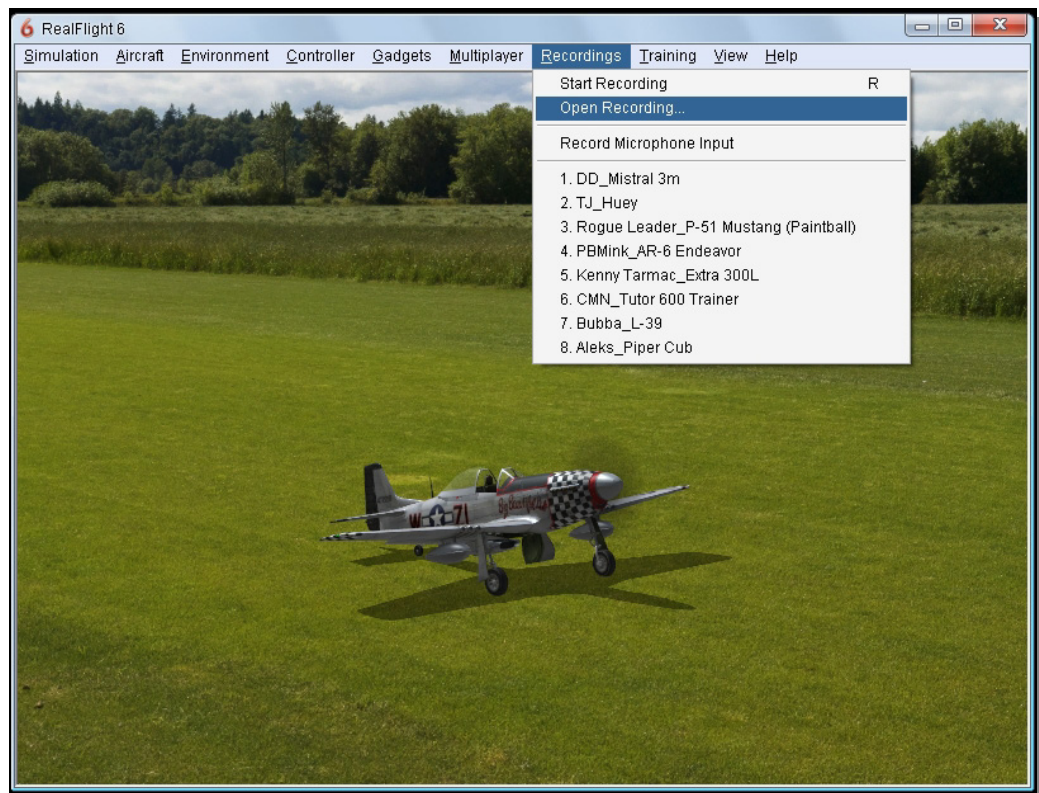 6 RealFlight 6
Simulation Aircraft Environment Controller Gadgets Multiplayer Recordings Training View Help
Start Recording R
Open Recording...
Record Microphone Input
1. DD_Mistral 3m
2. TJ_Huey
3. Rogue Leader_P-51 Mustang (Paintball)
4. PBMink_AR-6 Endeavor
5. Kenny Tarmac_Extra 300L
6. CMN_Tutor 600 Trainer
7. Bubba_L-39
8. Aleks_Piper Cub
W 71